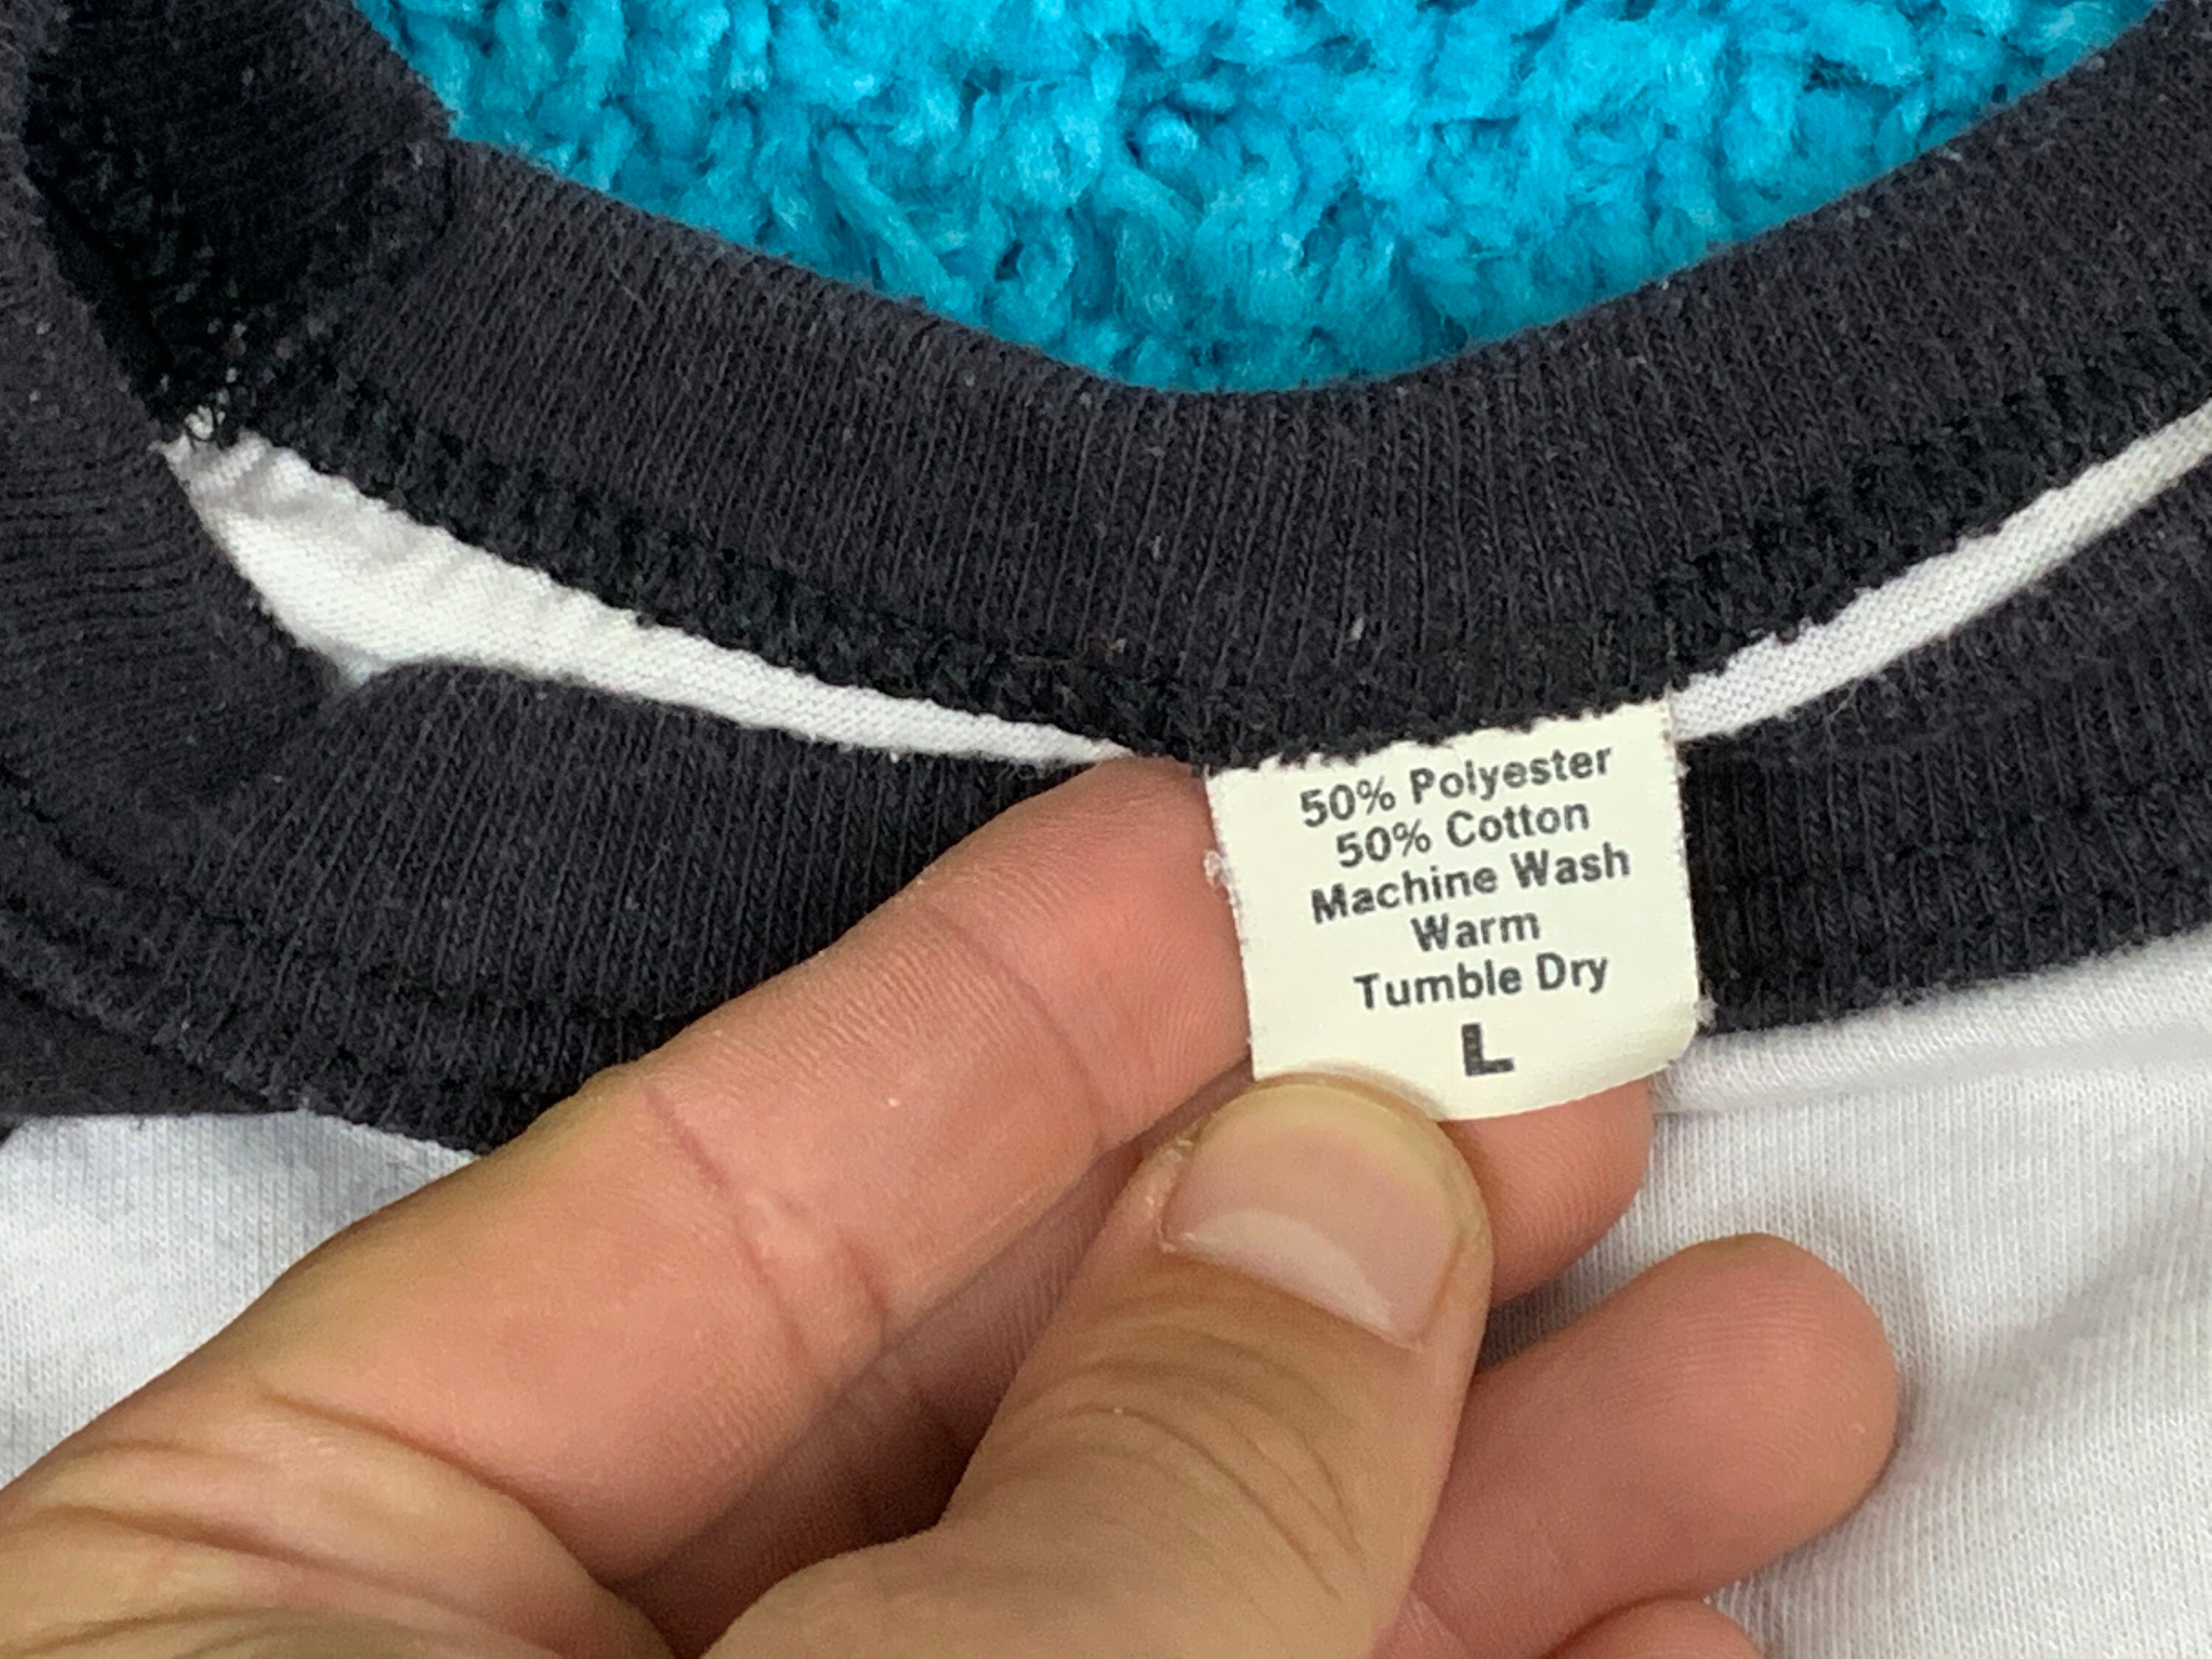 50% Polyester
50% Cotton
Machine Wash
Warm
Tumble Dry
L